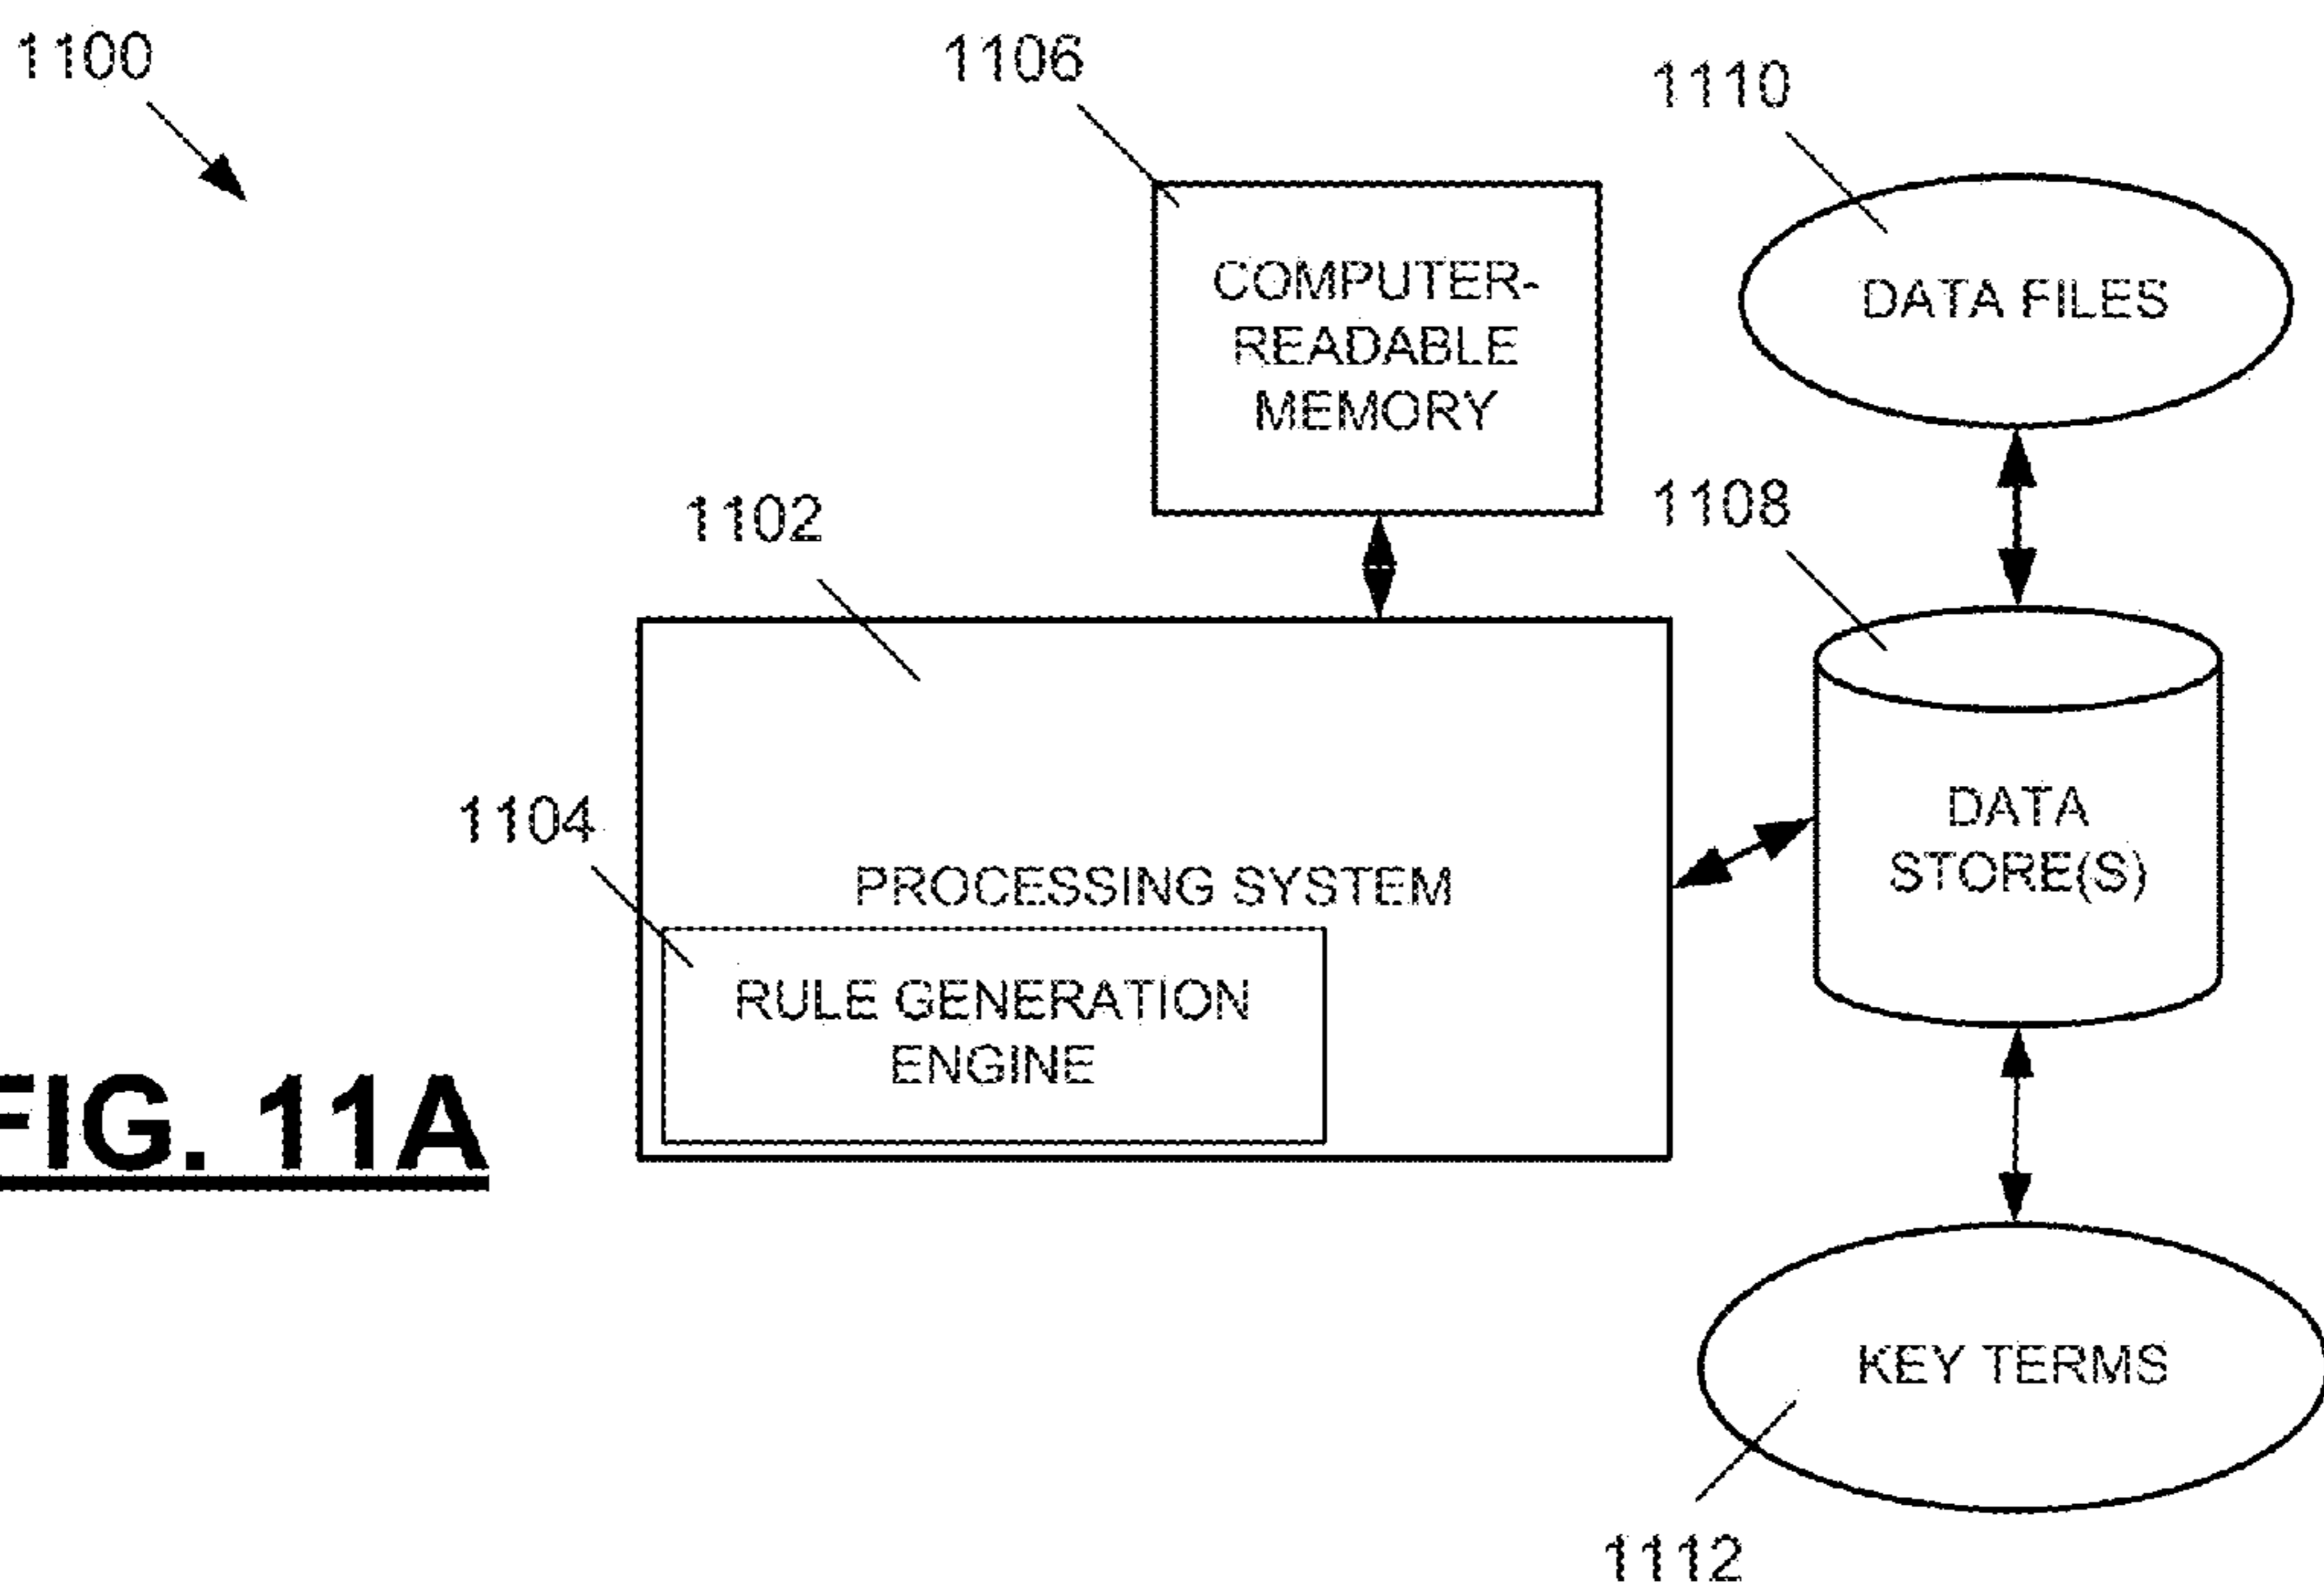 1100
1106
1110
COMPUTER-
READABLE
MEMORY
DATA FILES
1102
1108
1104
PROCESSING SYSTEM
DATA
STORE(S)
RULE GENERATION
ENGINE
FIG. 11A
KEY TERMS
1112